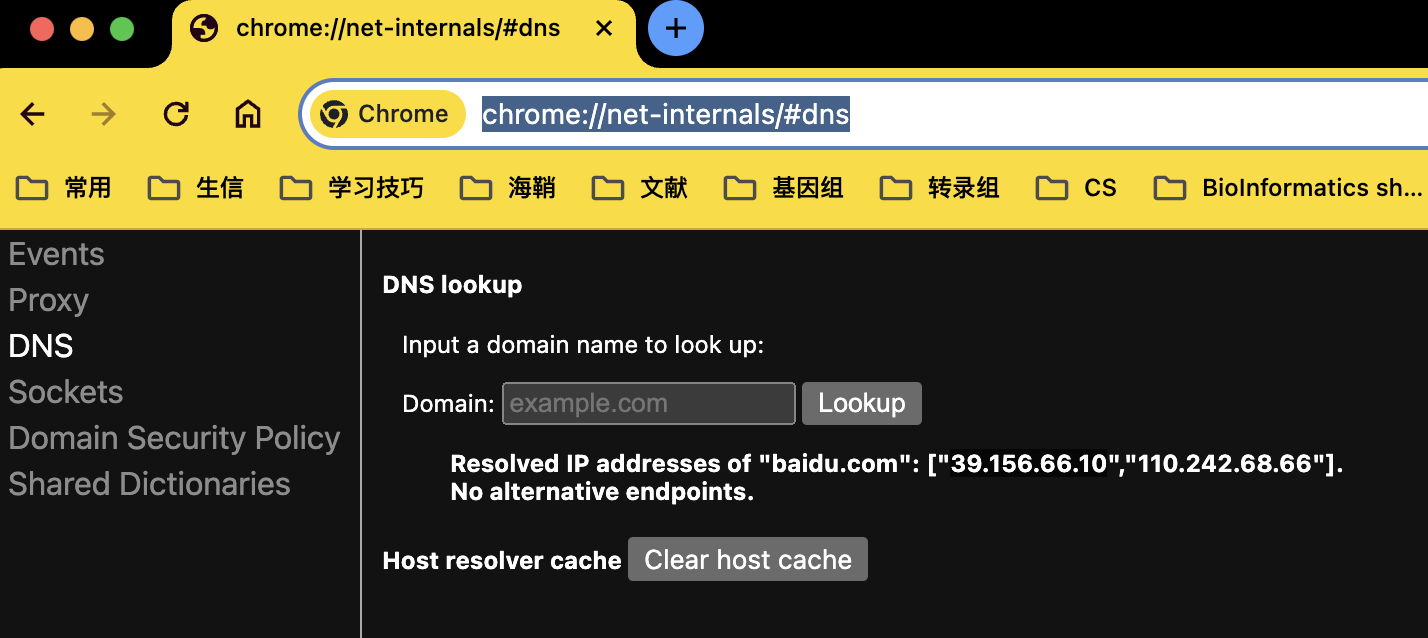 chrome://net-internals/#dns
Chrome chrome://net-internals/#dns
常用 生信 学习技巧 海鞘 文献 基因组 转录组 CS BioInformatics sh...
Events
Proxy
DNS
Sockets
Domain Security Policy
Shared Dictionaries
DNS lookup
Input a domain name to look up:
Domain: example.com Lookup
Resolved IP addresses of "baidu.com": ["39.156.66.10","110.242.68.66"].
No alternative endpoints.
Host resolver cache Clear host cache